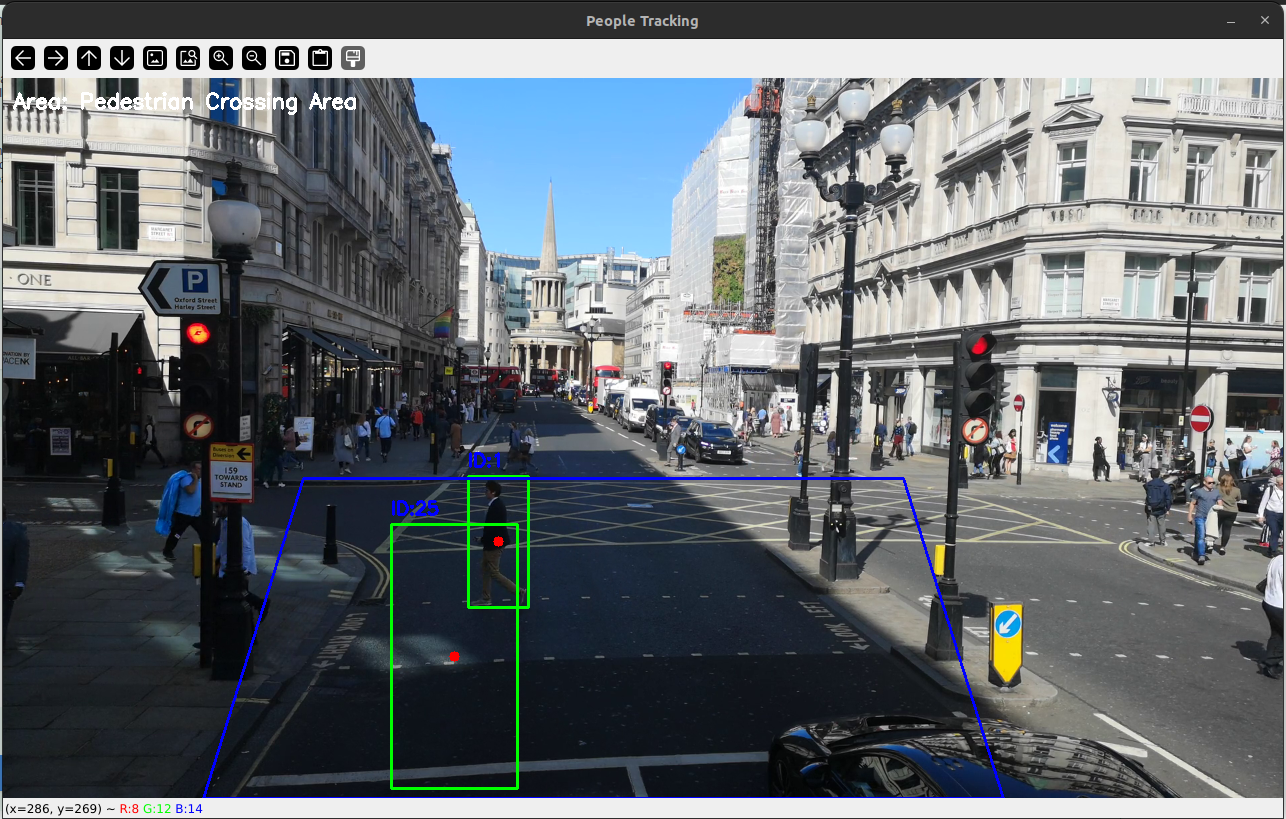 People Tracking
Area: Pedestrian Crossing Area
MARGARET
ONE
P
Oxford Street
Harley Street
159
TOWARDS
STAND
ID:1
ID:25
LOOK LEFT
(x=286, y=269) ~ R:8 G:12 B:14